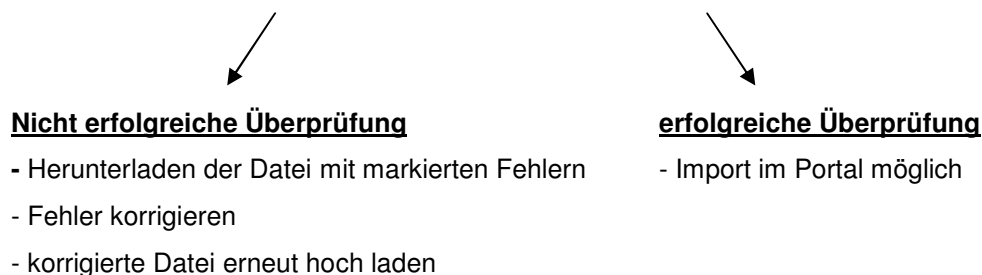 Nicht erfolgreiche Überprüfung
- Herunterladen der Datei mit markierten Fehlern
- Fehler korrigieren
- korrigierte Datei erneut hoch laden
erfolgreiche Überprüfung
- Import im Portal möglich